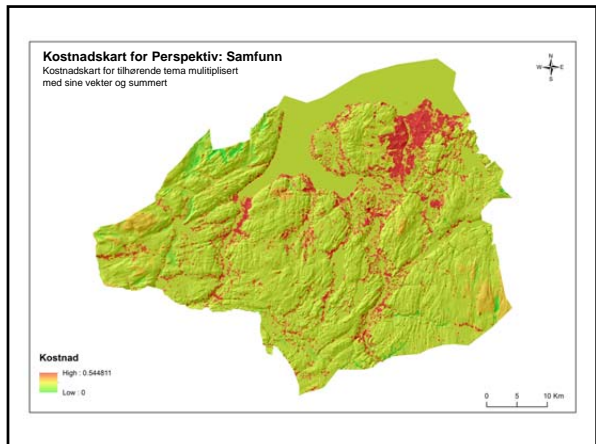 Kostnadskart for Perspektiv: Samfunn
Kostnadskart for tilhørende tema mulitiplisert
med sine vekter og summert
N
W E
S
Kostnad
High : 0.544811
Low : 0
0 5 10 Km